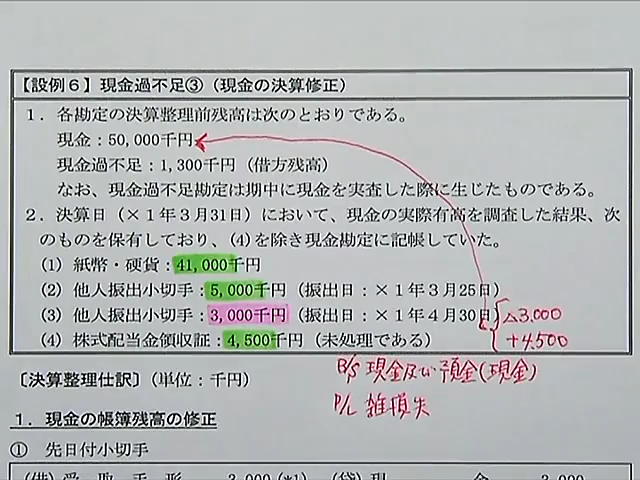 【設例６】現金過不足③（現金の決算修正）
１．各勘定の決算整理前残高は次のとおりである。
現金：50,000千円
現金過不足：1,300千円（借方残高）
なお、現金過不足勘定は期中に現金を実査した際に生じたものである。
２．決算日（×１年３月31日）において、現金の実際有高を調査した結果、次
のものを保有しており、(4)を除き現金勘定に記帳していた。
(1) 紙幣・硬貨：41,000千円
(2) 他人振出小切手：5,000千円（振出日：×１年３月25日）
(3) 他人振出小切手：3,000千円（振出日：×１年４月30日）
△3.000
(4) 株式配当金領収証：4,500千円（未処理である）
+4.500
B/S 現金及び預金(現金)
〔決算整理仕訳〕（単位：千円）
P/L 雑損失
１．現金の帳簿残高の修正
① 先日付小切手
(借) 受 取 手 形 3,000 (*1) (貸) 現 金 3,000